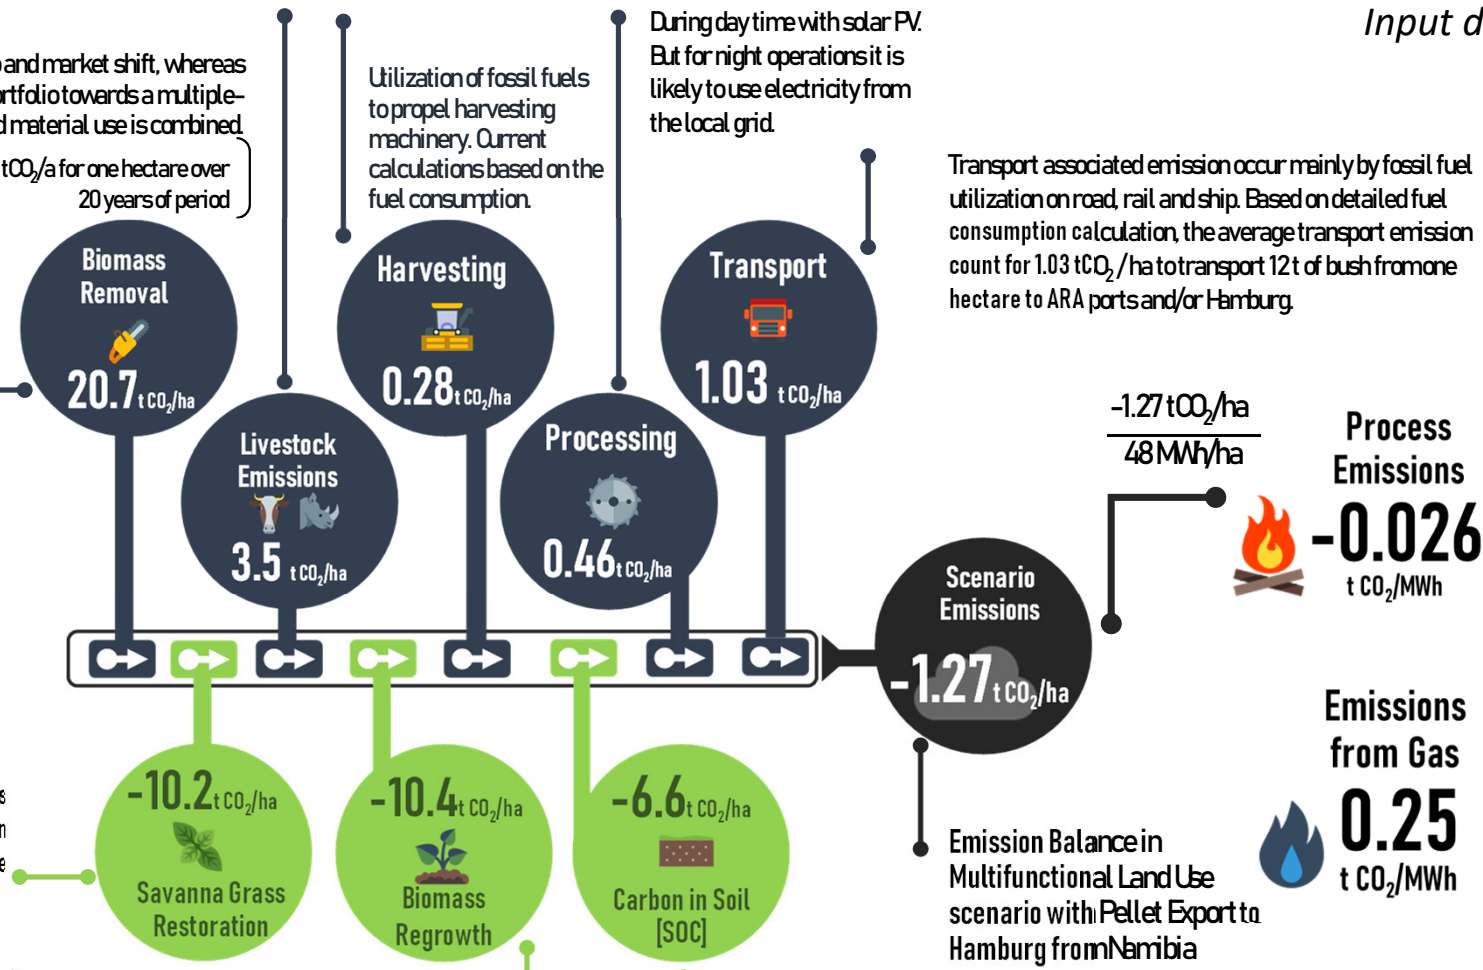 Input d
and market shift, whereas
ortfolio towards a multiple-
d material use is combined.
tCO₂/a for one hectare over
20 years of period
Utilization of fossil fuels
to propel harvesting
machinery. Current
calculations based on the
fuel consumption.
During day time with solar PV.
But for night operations it is
likely to use electricity from
the local grid.
Transport associated emission occur mainly by fossil fuel
utilization on road, rail and ship. Based on detailed fuel
consumption calculation, the average transport emission
count for 1.03 tCO₂ / ha to transport 12 t of bush from one
hectare to ARA ports and/or Hamburg.
Biomass
Removal
20.7 t CO₂/ha
Livestock
Emissions
3.5 t CO₂/ha
Harvesting
0.28 t CO₂/ha
Processing
0.46 t CO₂/ha
Transport
1.03 t CO₂/ha
-10.2 t CO₂/ha
Savanna Grass
Restoration
-10.4 t CO₂/ha
Biomass
Regrowth
-6.6 t CO₂/ha
Carbon in Soil
[SOC]
Scenario
Emissions
-1.27 t CO₂/ha
Emission Balance in
Multifunctional Land Use
scenario with Pellet Export to
Hamburg from Namibia
-1.27 tCO₂/ha
48 MWh/ha
Process
Emissions
-0.026
t CO₂/MWh
Emissions
from Gas
0.25
t CO₂/MWh